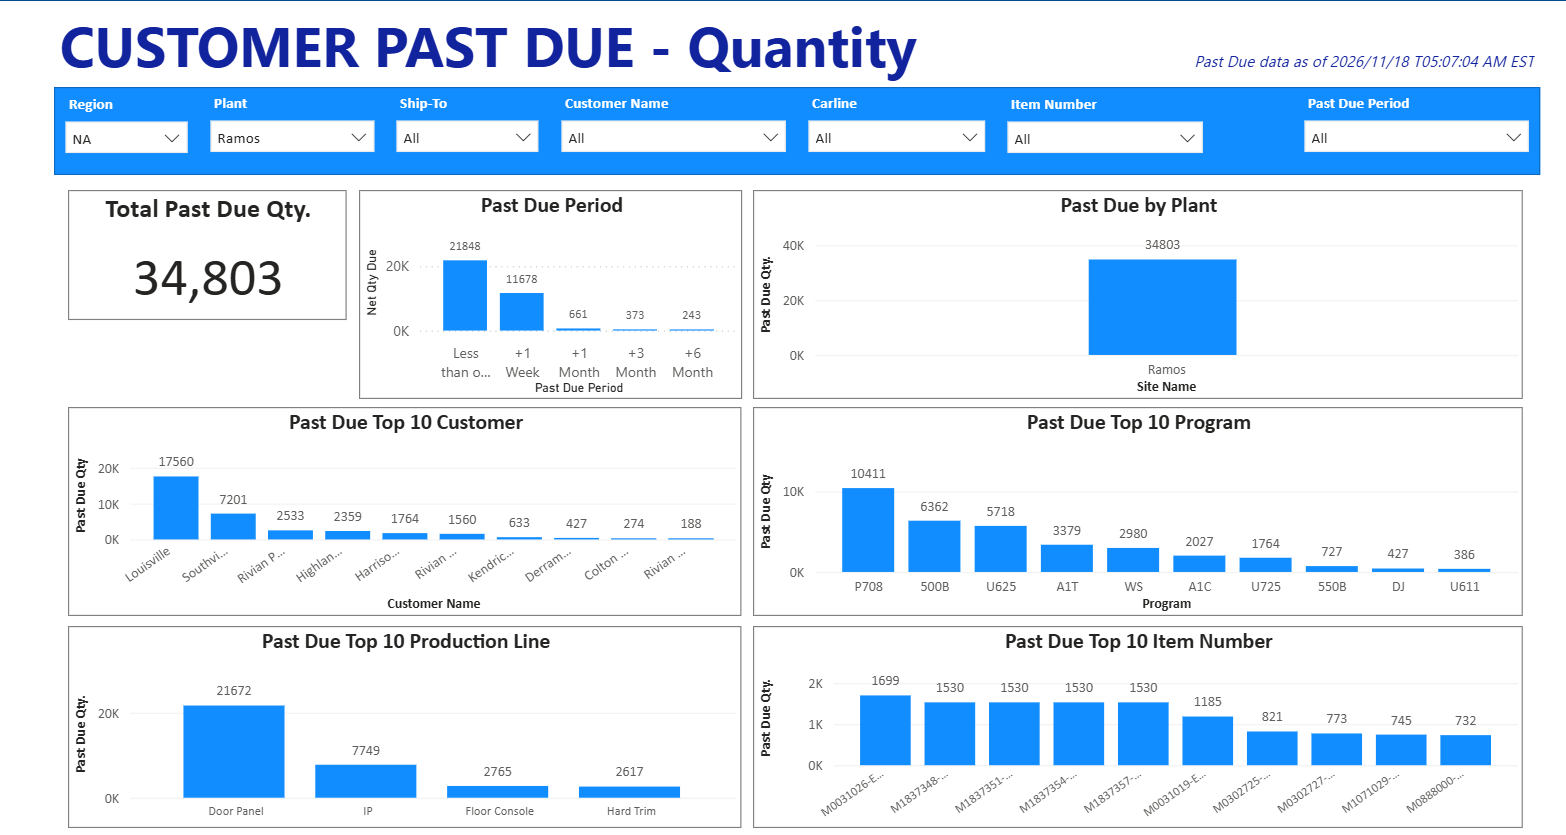 CUSTOMER PAST DUE - Quantity
Past Due data as of 2026/11/18 T05:07:04 AM EST
Region Plant Ship-To Customer Name Carline Item Number Past Due Period
NA Ramos All All All All All
Total Past Due Qty.
34,803
Past Due Period
Net Qty Due
20K
0K
21848 11678 661 373 243
Less than o... +1 Week +1 Month +3 Month +6 Month
Past Due Period
Past Due by Plant
Past Due Qty.
40K
20K
0K
34803
Ramos
Site Name
Past Due Top 10 Customer
Past Due Qty
20K
10K
0K
17560 7201 2533 2359 1764 1560 633 427 274 188
Louisville Southvi... Rivian P... Highlan... Harriso... Rivian ... Kendric... Derram... Colton ... Rivian ...
Customer Name
Past Due Top 10 Program
Past Due Qty
10K
0K
10411 6362 5718 3379 2980 2027 1764 727 427 386
P708 500B U625 A1T WS A1C U725 550B DJ U611
Program
Past Due Top 10 Production Line
Past Due Qty.
20K
0K
21672 7749 2765 2617
Door Panel IP Floor Console Hard Trim
Past Due Top 10 Item Number
Past Due Qty.
2K
1K
0K
1699 1530 1530 1530 1530 1185 821 773 745 732
M0031026-E... M1837348-... M1837351-... M1837354-... M1837357-... M0031019-E... M0302725-... M0302727-... M1071029-... M0888000-...